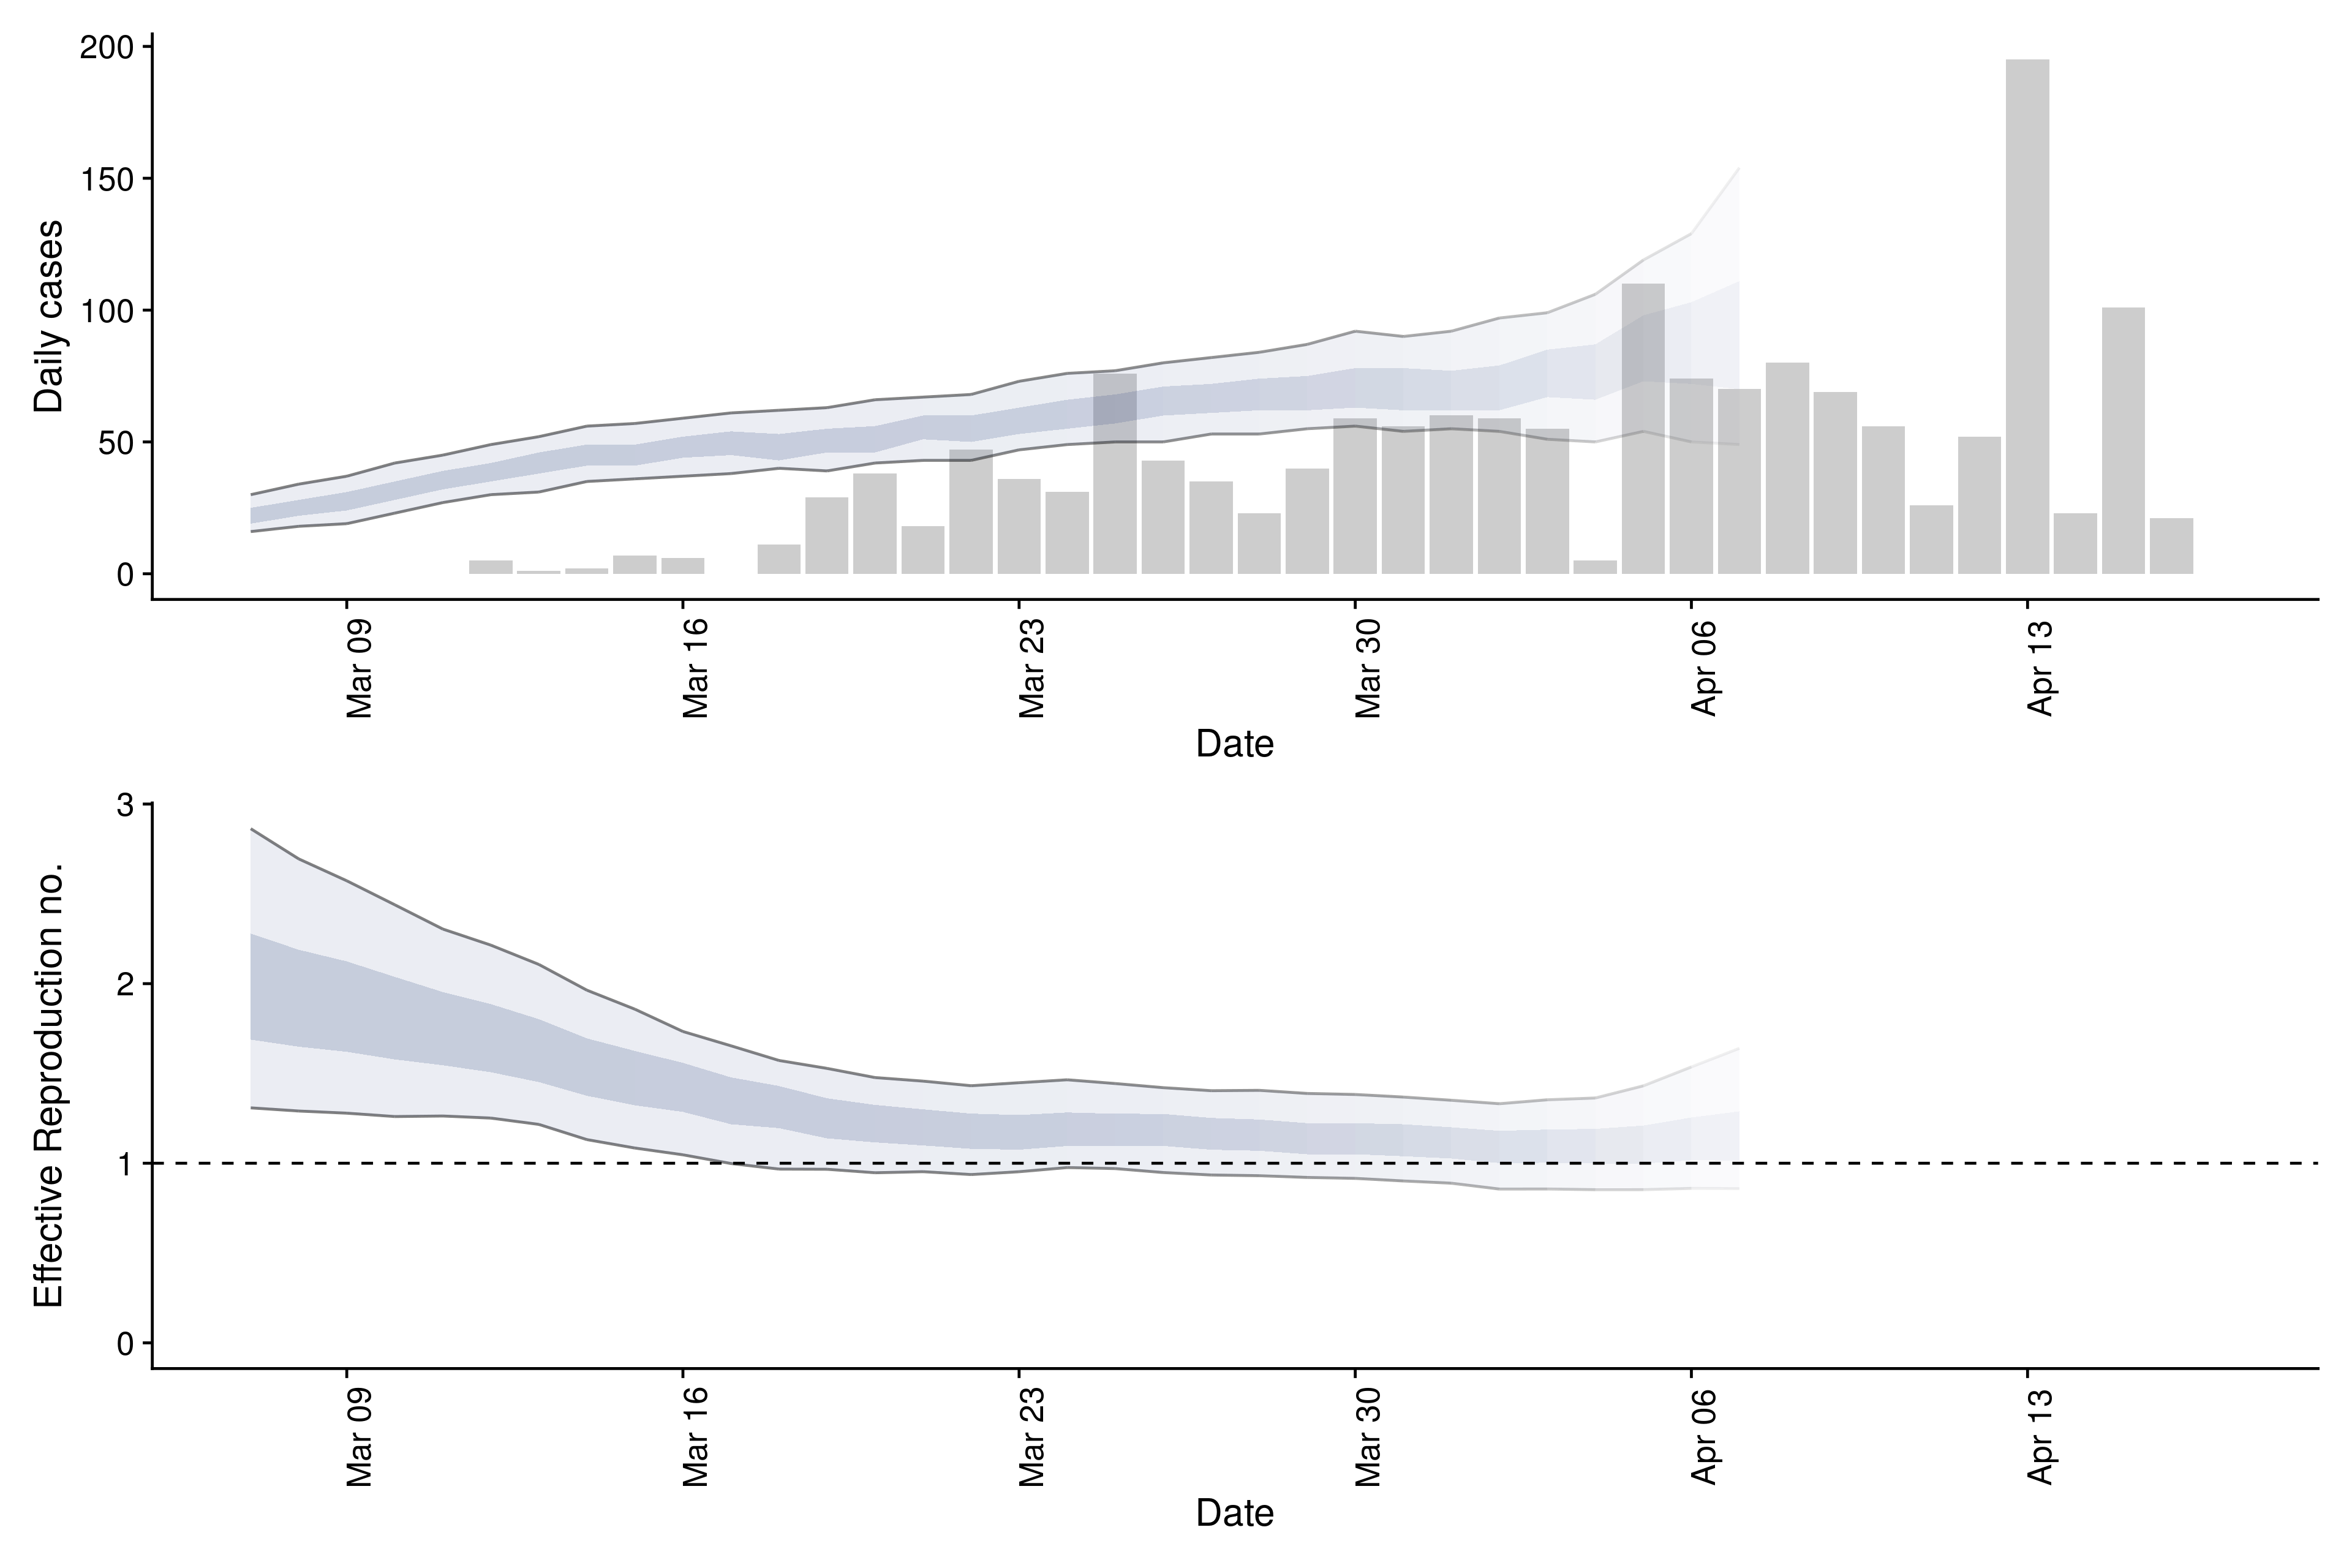 200
150
100
50
0
Daily cases
Mar 09
Mar 16
Mar 23
Mar 30
Apr 06
Apr 13
Date
3
2
1
0
Effective Reproduction no.
Mar 09
Mar 16
Mar 23
Mar 30
Apr 06
Apr 13
Date